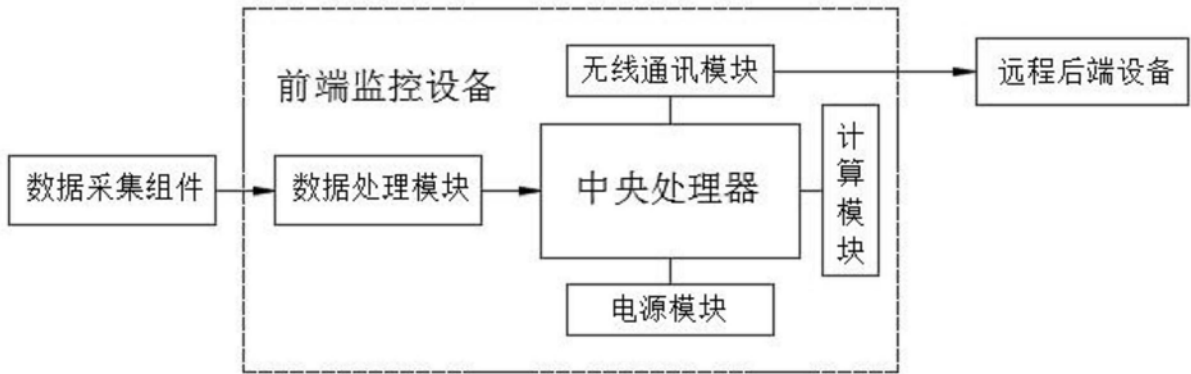 无线通讯模块
远程后端设备
前端监控设备
数据采集组件
数据处理模块
中央处理器
计算模块
电源模块